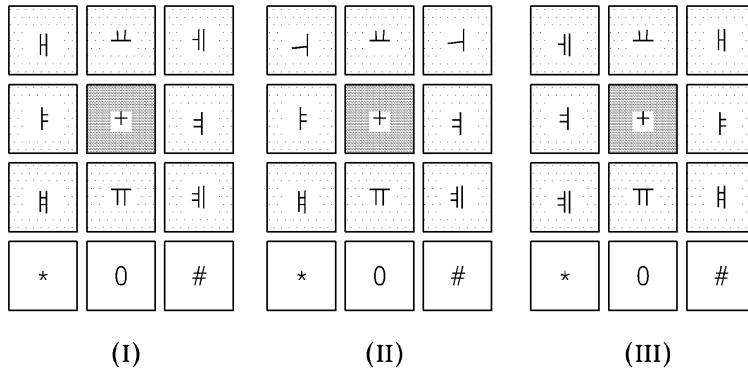 ㅐ ㅛ ㅔ ㅓ ㅛ ㅓ ㅔ ㅛ ㅐ
ㅑ + ㅕ ㅑ + ㅕ ㅕ + ㅑ
ㅒ ㅠ ㅖ ㅒ ㅠ ㅖ ㅖ ㅠ ㅒ
* 0 # * 0 # * 0 #
(I) (II) (III)